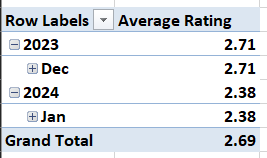 Row Labels Average Rating
2023 2.71
Dec 2.71
2024 2.38
Jan 2.38
Grand Total 2.69